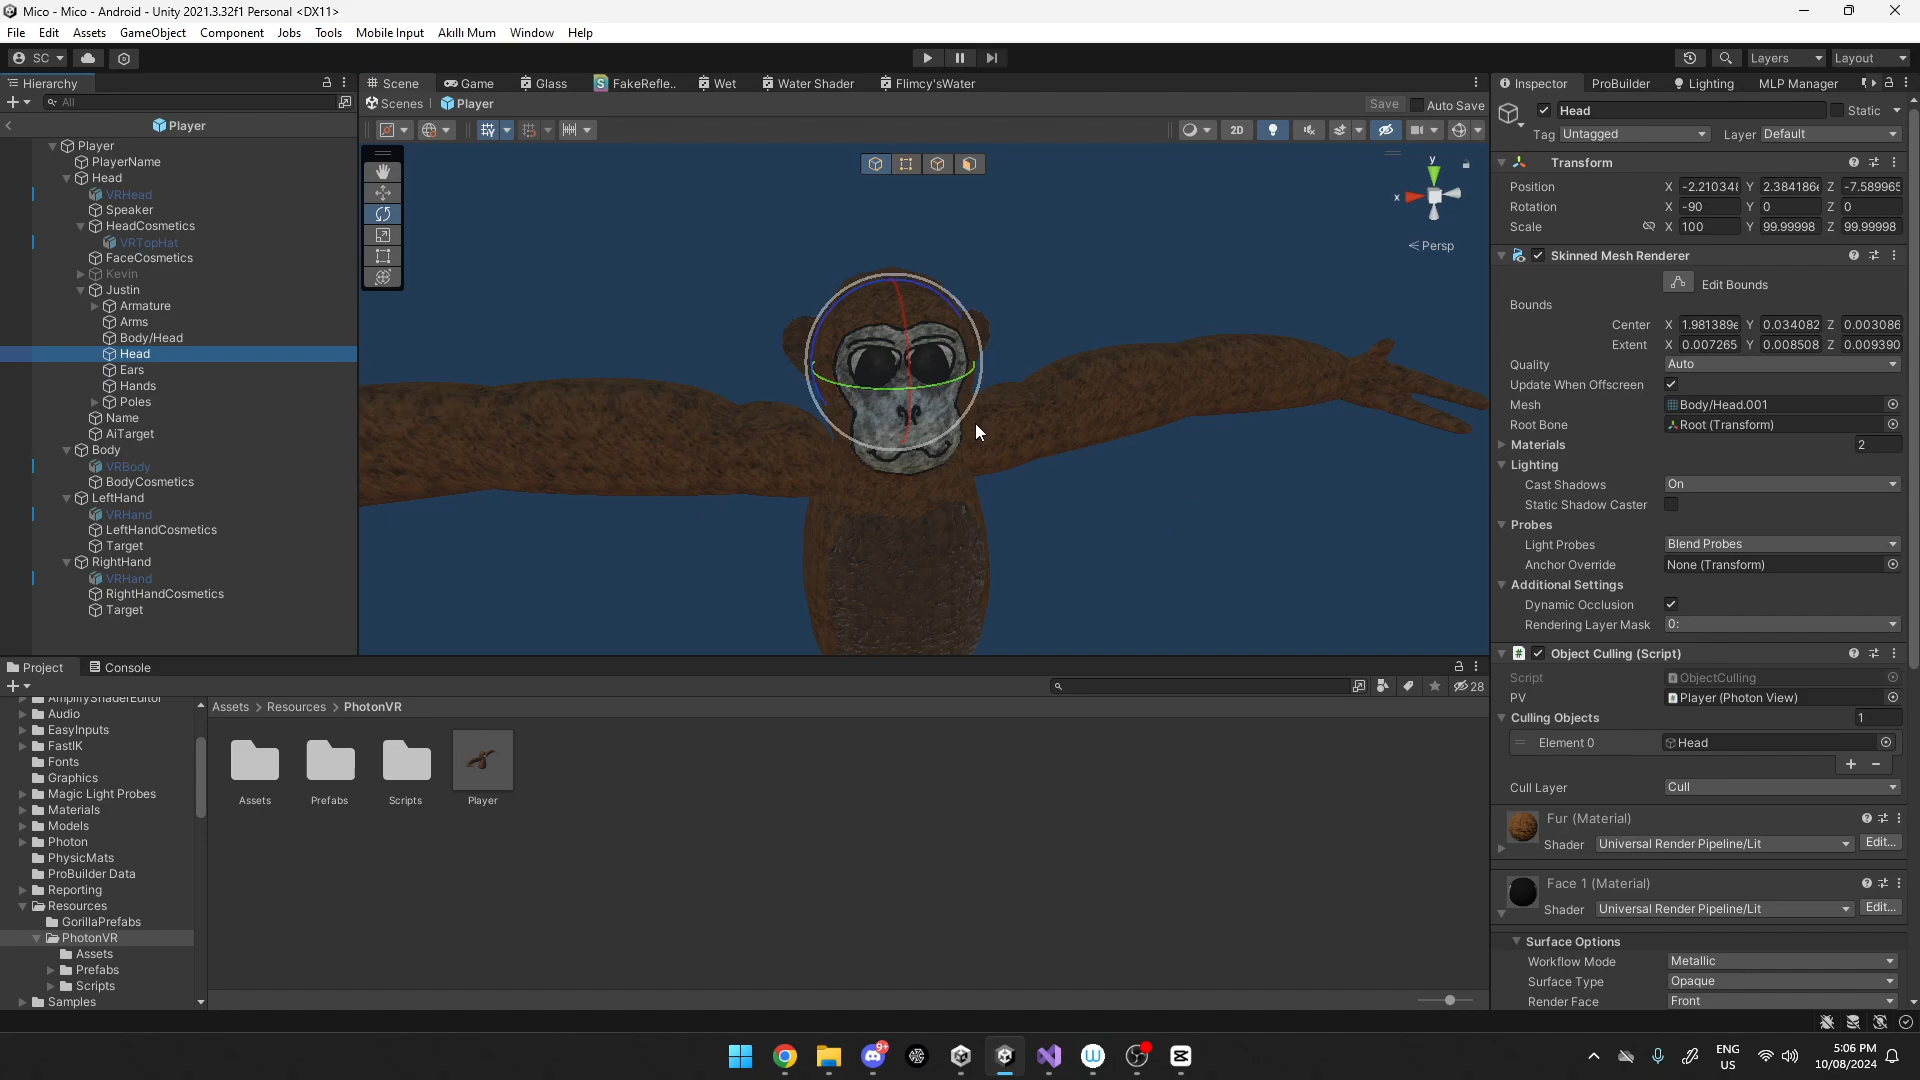 Mico - Mico - Android - Unity 2021.3.32f1 Personal <DX11>
File Edit Assets GameObject Component Jobs Tools Mobile Input Akıllı Mum Window Help
SC Layers Layout
Hierarchy Scene Game Glass FakeRefle.. Wet Water Shader Flimcy'sWater Inspector ProBuilder Lighting MLP Manager
All
Scenes Player Save Auto Save
Head Static
Player
2D
Tag Untagged Layer Default
Player
PlayerName
Head
VRHead
Speaker
HeadCosmetics
VRTopHat
FaceCosmetics
Kevin
Justin
Armature
Arms
Body/Head
Head
Ears
Hands
Poles
Name
AiTarget
Body
VRBody
BodyCosmetics
LeftHand
VRHand
LeftHandCosmetics
Target
RightHand
VRHand
RightHandCosmetics
Target
y
x
Persp
Transform
Position X -2.210348 Y 2.384186e Z -7.589965
Rotation X -90 Y 0 Z 0
Scale X 100 Y 99.99998 Z 99.99998
Skinned Mesh Renderer
Edit Bounds
Bounds
Center X 1.981389e Y 0.034082 Z 0.003086
Extent X 0.007265 Y 0.008508 Z 0.009390
Quality Auto
Update When Offscreen
Mesh Body/Head.001
Root Bone Root (Transform)
Materials 2
Lighting
Cast Shadows On
Static Shadow Caster
Probes
Light Probes Blend Probes
Anchor Override None (Transform)
Additional Settings
Dynamic Occlusion
Rendering Layer Mask 0:
Object Culling (Script)
Script ObjectCulling
PV Player (Photon View)
Culling Objects 1
Element 0 Head
Cull Layer Cull
Fur (Material)
Shader Universal Render Pipeline/Lit Edit...
Face 1 (Material)
Shader Universal Render Pipeline/Lit Edit...
Surface Options
Workflow Mode Metallic
Surface Type Opaque
Render Face Front
Project Console
28
AmplifyShaderEditor
Audio
EasyInputs
FastIK
Fonts
Graphics
Magic Light Probes
Materials
Models
Photon
PhysicMats
ProBuilder Data
Reporting
Resources
GorillaPrefabs
PhotonVR
Assets
Prefabs
Scripts
Samples
Assets > Resources > PhotonVR
Assets Prefabs Scripts Player
9+
ENG
US
5:06 PM
10/08/2024